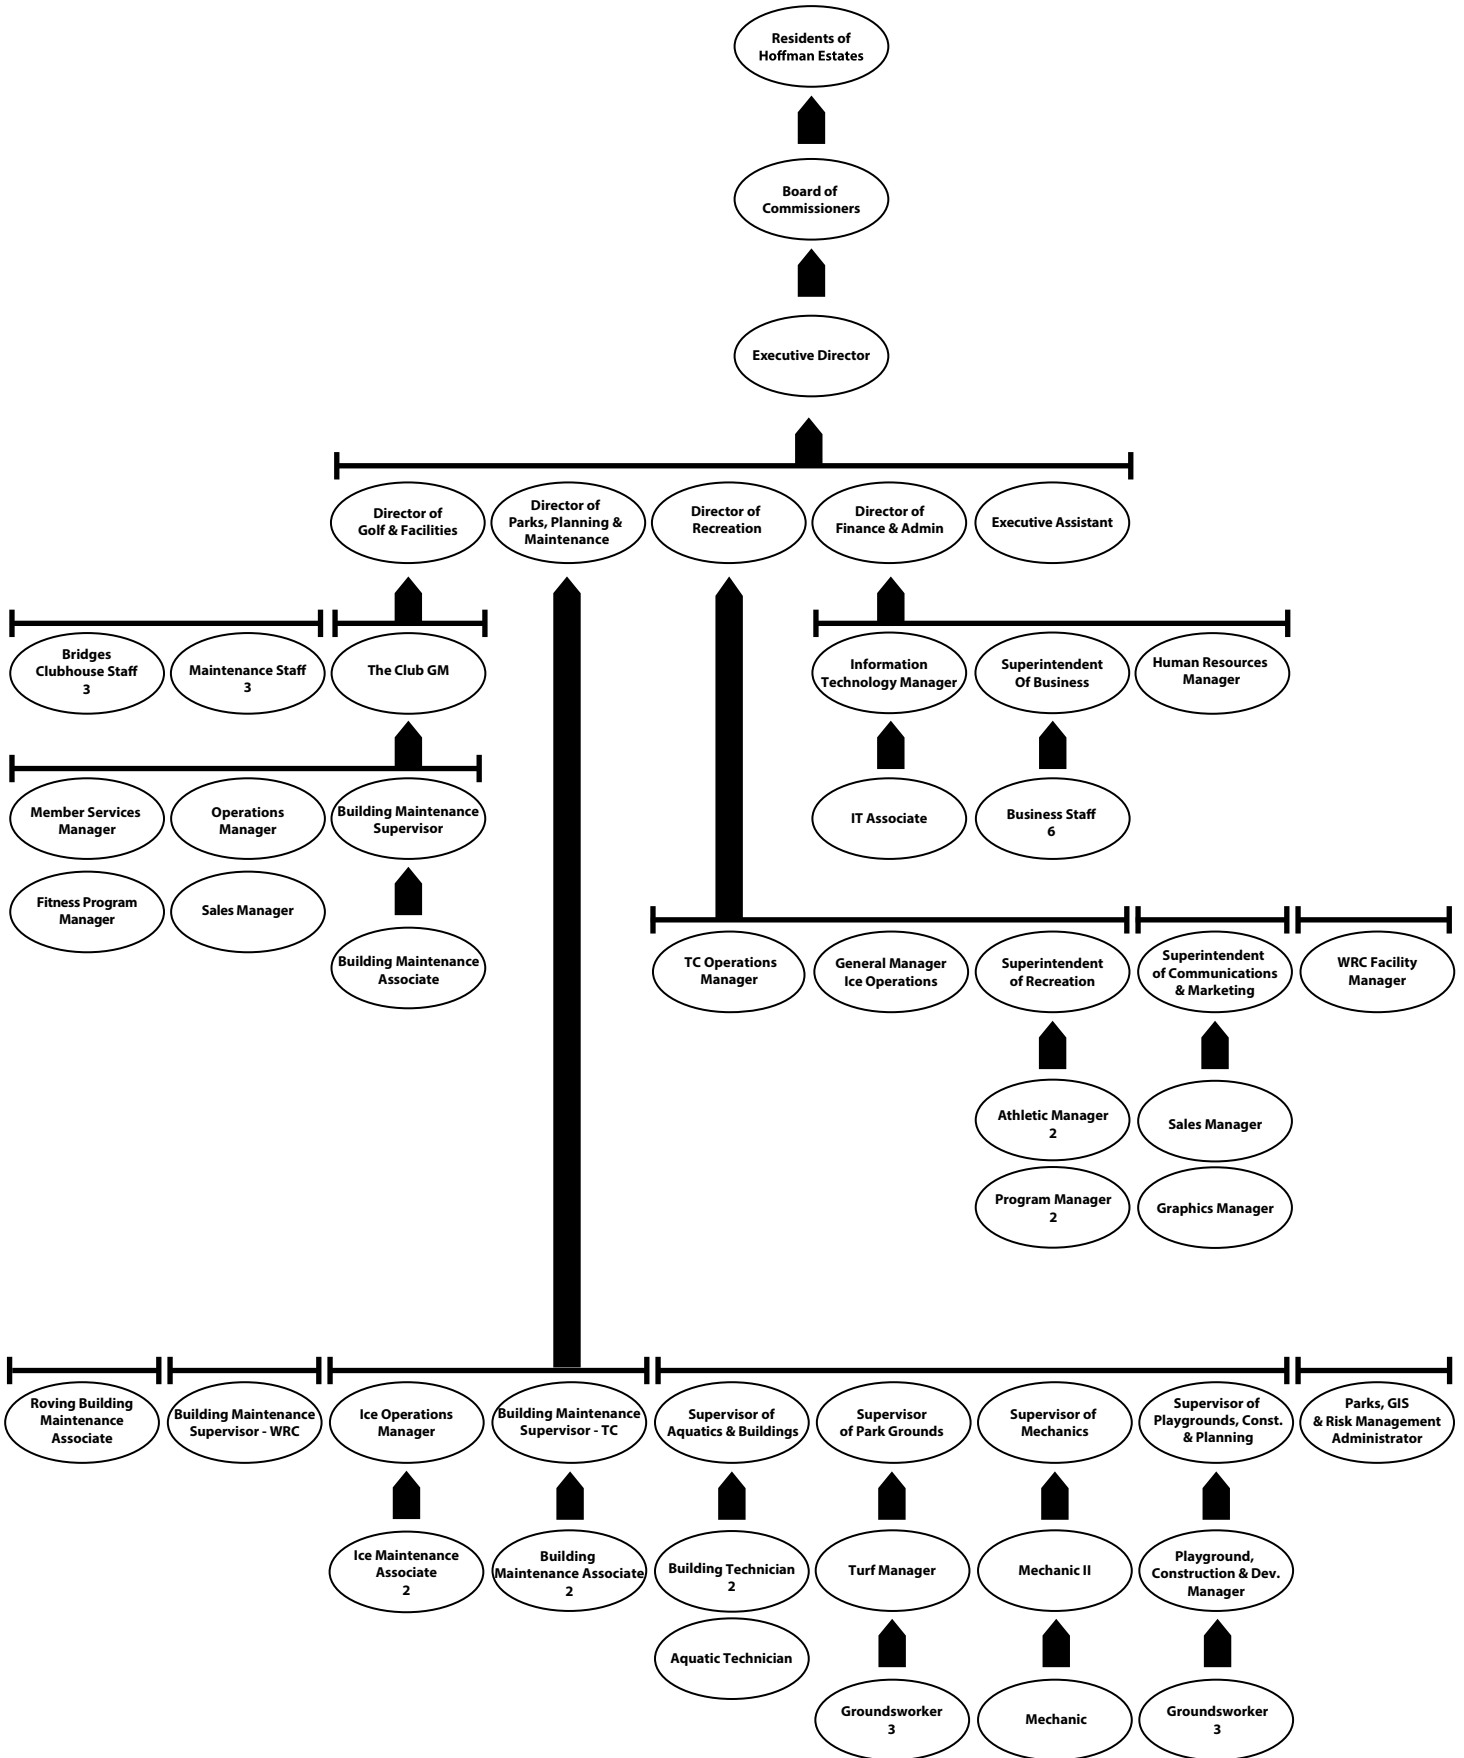 Residents of
Hoffman Estates
Board of
Commissioners
Executive Director
Director of
Golf & Facilities
Director of
Parks, Planning &
Maintenance
Director of
Recreation
Director of
Finance & Admin
Executive Assistant
Bridges
Clubhouse Staff
3
Maintenance Staff
3
The Club GM
Information
Technology Manager
Superintendent
Of Business
Human Resources
Manager
Member Services
Manager
Operations
Manager
Building Maintenance
Supervisor
IT Associate
Business Staff
6
Fitness Program
Manager
Sales Manager
Building Maintenance
Associate
TC Operations
Manager
General Manager
Ice Operations
Superintendent
of Recreation
Superintendent
of Communications
& Marketing
WRC Facility
Manager
Athletic Manager
2
Sales Manager
Program Manager
2
Graphics Manager
Roving Building
Maintenance
Associate
Building Maintenance
Supervisor - WRC
Ice Operations
Manager
Building Maintenance
Supervisor - TC
Supervisor of
Aquatics & Buildings
Supervisor
of Park Grounds
Supervisor of
Mechanics
Supervisor of
Playgrounds, Const.
& Planning
Parks, GIS
& Risk Management
Administrator
Ice Maintenance
Associate
2
Building
Maintenance Associate
2
Building Technician
2
Turf Manager
Mechanic II
Playground,
Construction & Dev.
Manager
Aquatic Technician
Groundsworker
3
Mechanic
Groundsworker
3